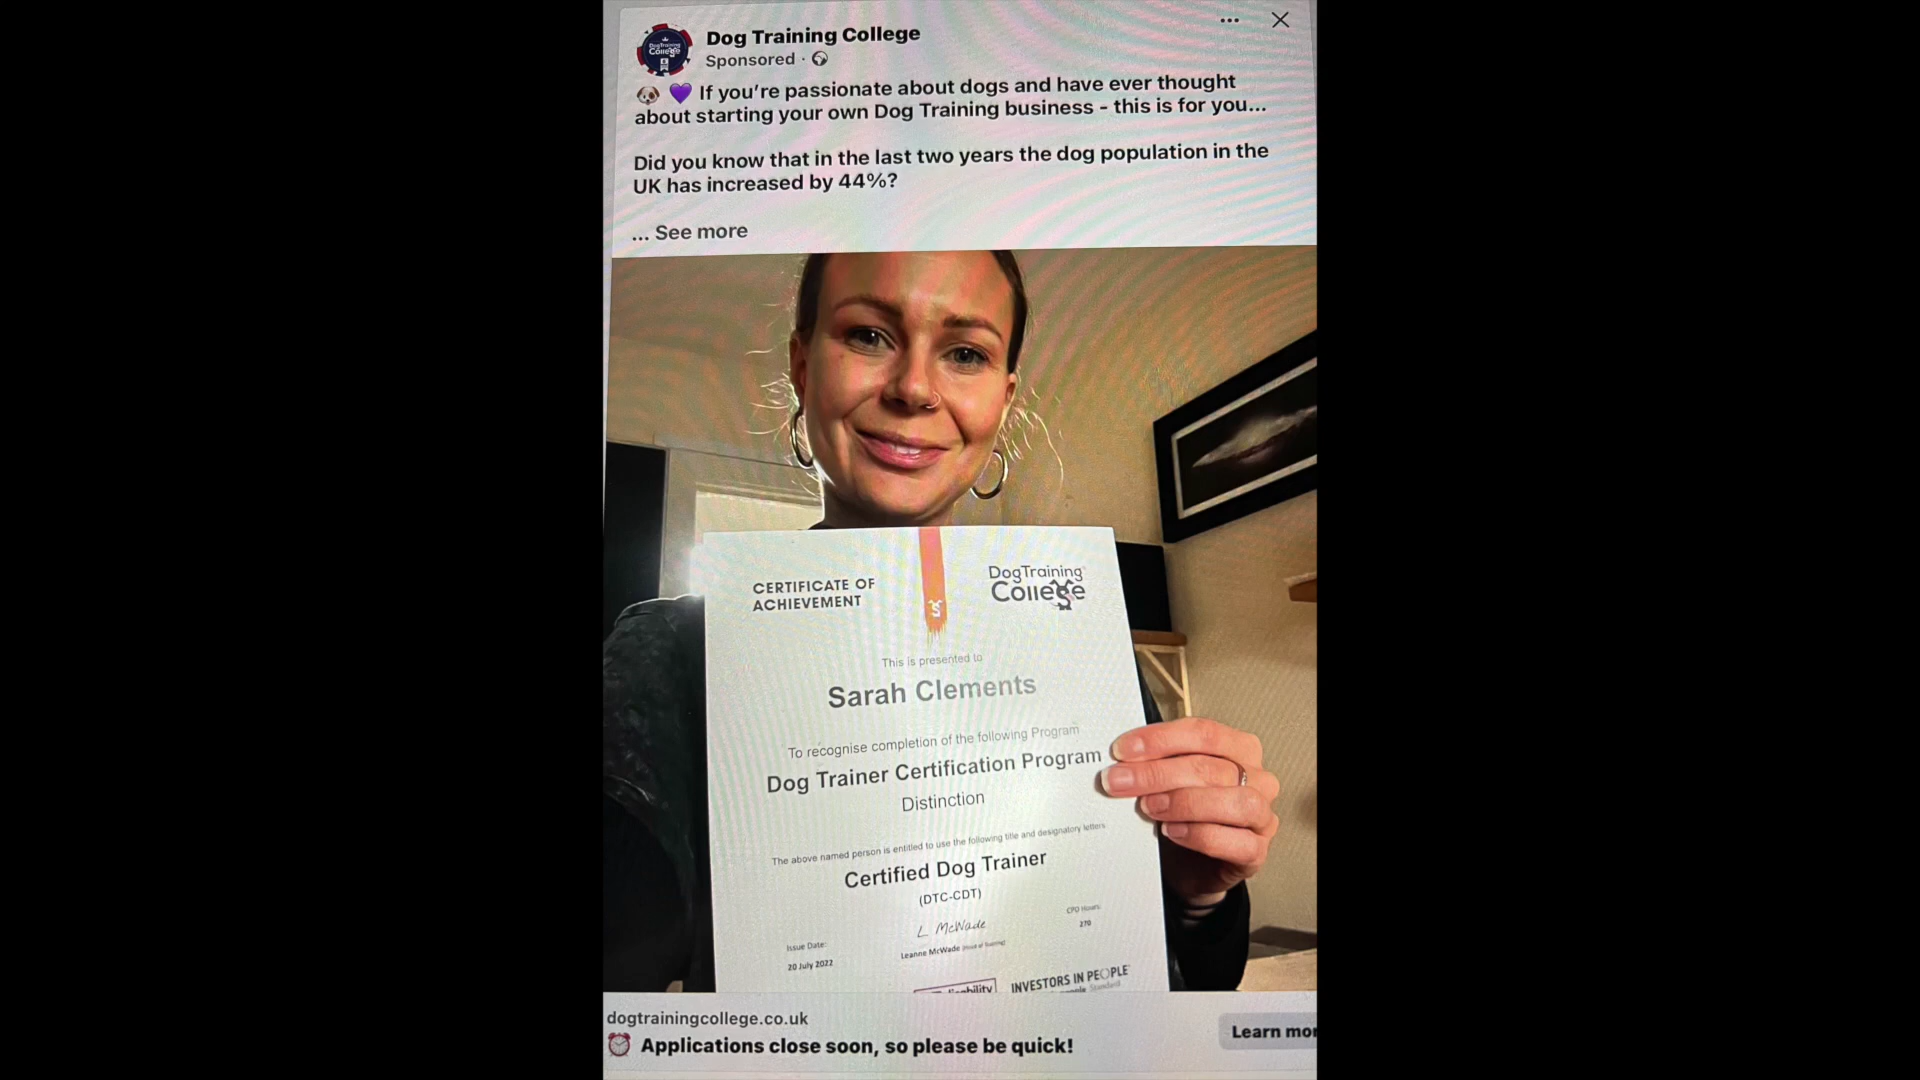 Dog Training College
Sponsored ·
If you're passionate about dogs and have ever thought
about starting your own Dog Training business - this is for you...
Did you know that in the last two years the dog population in the
UK has increased by 44%?
... See more
CERTIFICATE OF
ACHIEVEMENT
DogTraining
College
This is presented to
Sarah Clements
To recognise completion of the following Program
Dog Trainer Certification Program
Distinction
The above named person is entitled to use the following title and designatory letters
Certified Dog Trainer
(DTC-CDT)
L McWade
Leanne McWade (Head of Training)
CPD Hours:
270
Issue Date:
20 July 2022
INVESTORS IN PEOPLE
Standard
dogtrainingcollege.co.uk
Applications close soon, so please be quick!
Learn mor